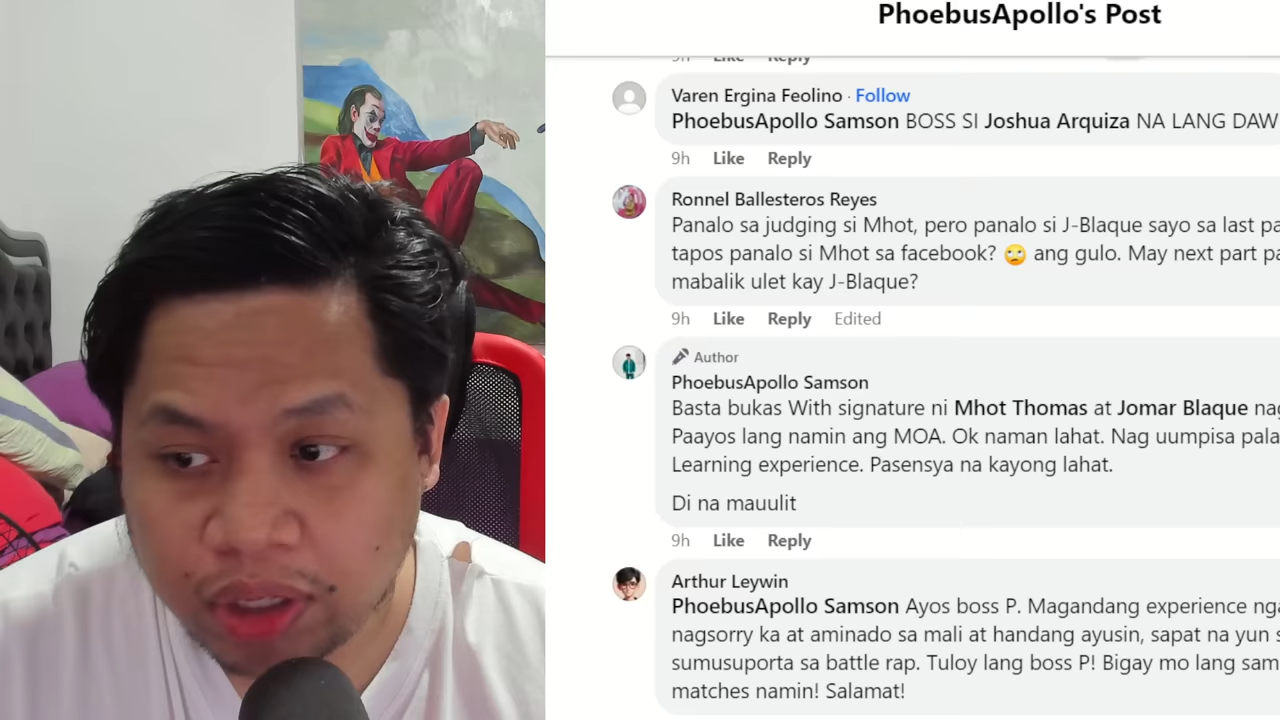 PhoebusApollo's Post
9h Like Reply
Varen Ergina Feolino · Follow
PhoebusApollo Samson BOSS SI Joshua Arquiza NA LANG DAW
9h Like Reply
Ronnel Ballesteros Reyes
Panalo sa judging si Mhot, pero panalo si J-Blaque sayo sa last pa
tapos panalo si Mhot sa facebook? 🙄 ang gulo. May next part pa
mabalik ulet kay J-Blaque?
9h Like Reply Edited
Author
PhoebusApollo Samson
Basta bukas With signature ni Mhot Thomas at Jomar Blaque nag
Paayos lang namin ang MOA. Ok naman lahat. Nag uumpisa pala
Learning experience. Pasensya na kayong lahat.
Di na mauulit
9h Like Reply
Arthur Leywin
PhoebusApollo Samson Ayos boss P. Magandang experience nga
nagsorry ka at aminado sa mali at handang ayusin, sapat na yun s
sumusuporta sa battle rap. Tuloy lang boss P! Bigay mo lang sam
matches namin! Salamat!